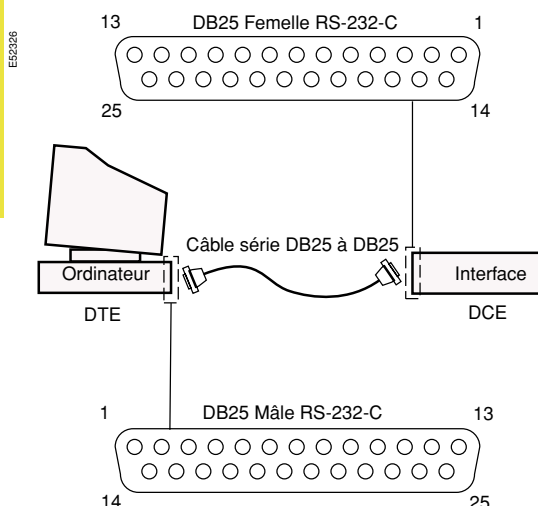 E52326
13 DB25 Femelle RS-232-C 1
25 14
Câble série DB25 à DB25
Ordinateur Interface
DTE DCE
1 DB25 Mâle RS-232-C 13
14 25